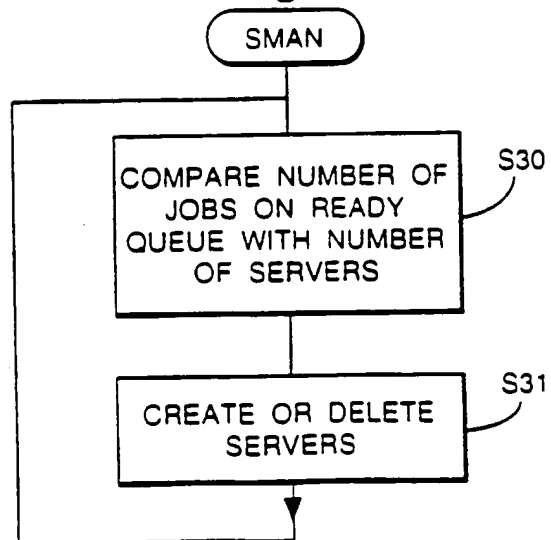 SMAN
COMPARE NUMBER OF
JOBS ON READY
QUEUE WITH NUMBER
OF SERVERS
S30
CREATE OR DELETE
SERVERS
S31